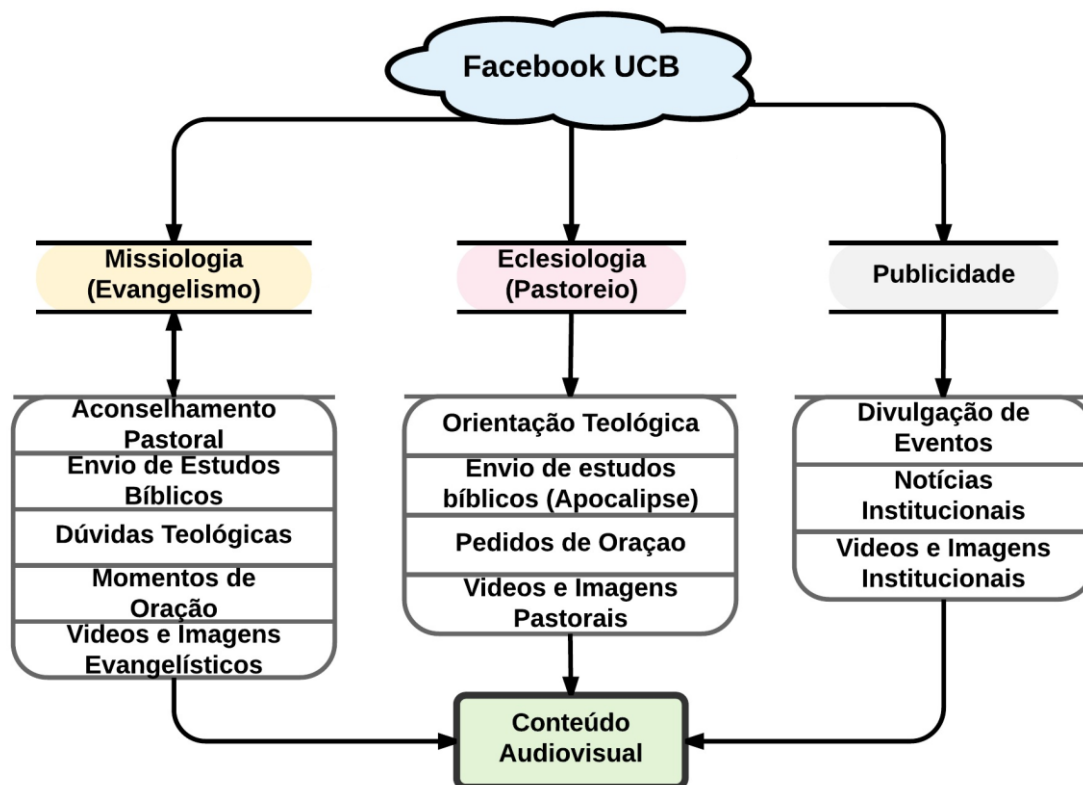 Facebook UCB
Missiologia
(Evangelismo)
Eclesiologia
(Pastoreio)
Publicidade
Aconselhamento
Pastoral
Envio de Estudos
Bíblicos
Dúvidas Teológicas
Momentos de
Oração
Videos e Imagens
Evangelísticos
Orientação Teológica
Envio de estudos
bíblicos (Apocalipse)
Pedidos de Oraçao
Videos e Imagens
Pastorais
Divulgação de
Eventos
Notícias
Institucionais
Videos e Imagens
Institucionais
Conteúdo
Audiovisual